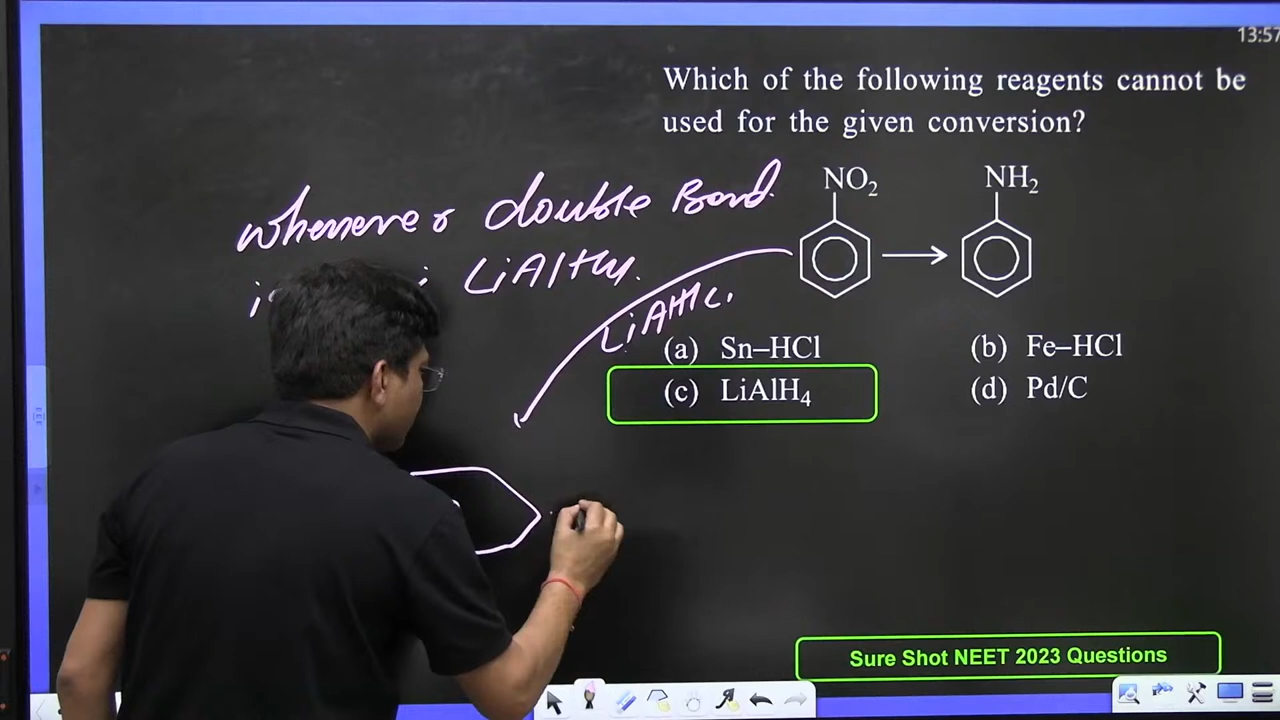 13:57
Which of the following reagents cannot be
used for the given conversion?
NO2 NH2
whenever double Bond
LiAlH4.
LiAlH4.
(a) Sn–HCl (b) Fe–HCl
(c) LiAlH4 (d) Pd/C
Sure Shot NEET 2023 Questions